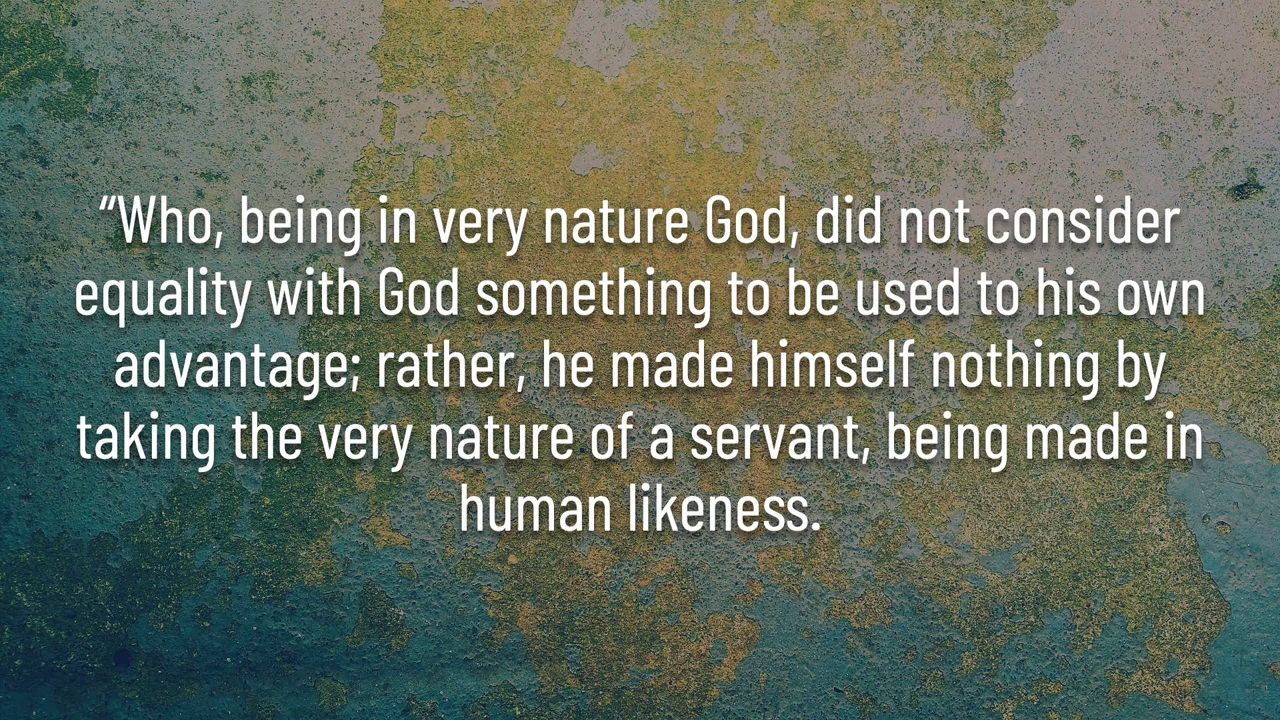 “Who, being in very nature God, did not consider
equality with God something to be used to his own
advantage; rather, he made himself nothing by
taking the very nature of a servant, being made in
human likeness.